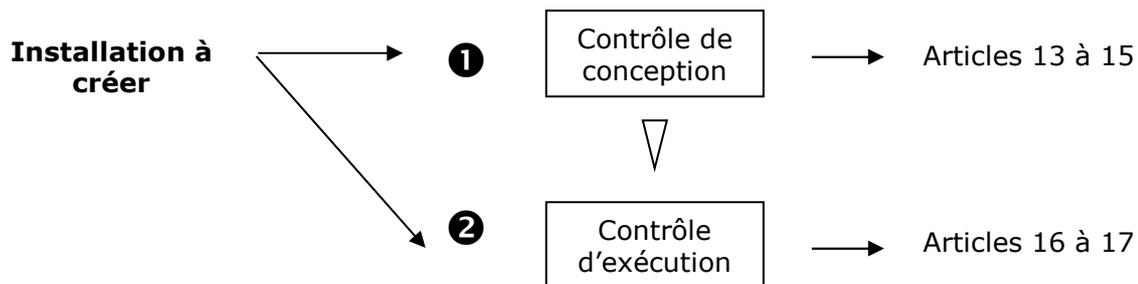 Installation à
créer
❶
Contrôle de
conception
Articles 13 à 15
❷
Contrôle
d’exécution
Articles 16 à 17